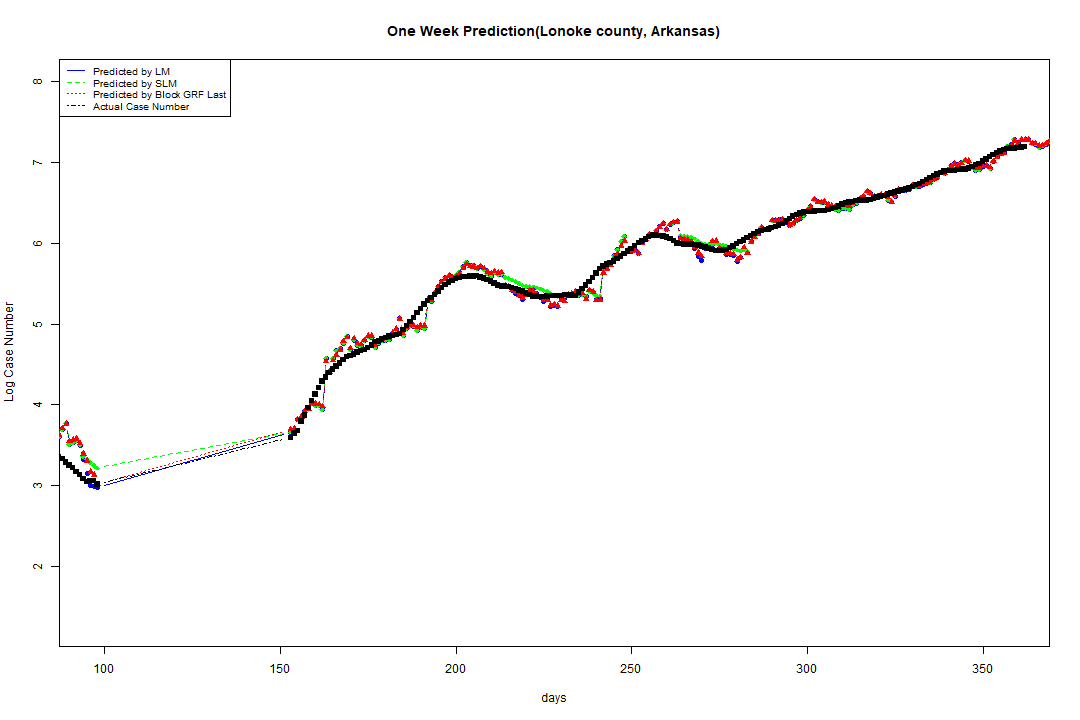 One Week Prediction(Lonoke county, Arkansas)
Predicted by LM
Predicted by SLM
Predicted by Block GRF Last
Actual Case Number
8
7
6
5
4
3
2
Log Case Number
100 150 200 250 300 350
days